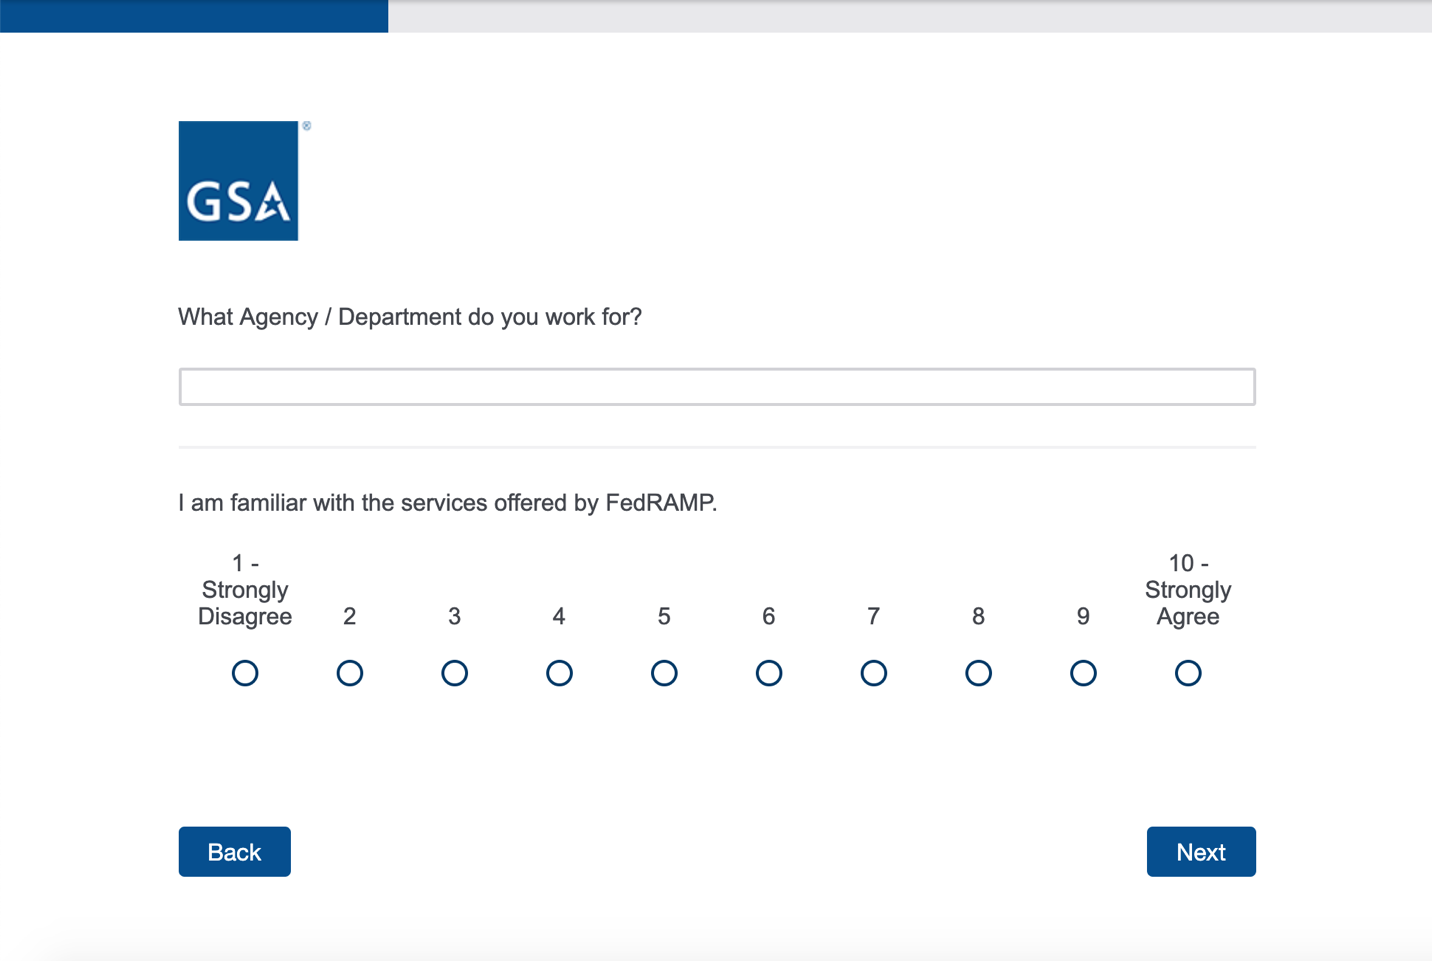 GSA
®
What Agency / Department do you work for?
I am familiar with the services offered by FedRAMP.
1 -
Strongly
Disagree 2 3 4 5 6 7 8 9 10 -
Strongly
Agree
Back Next